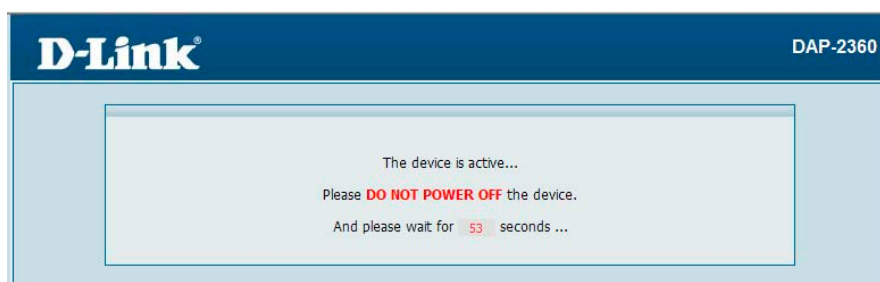 D-Link®
DAP-2360
The device is active...
Please DO NOT POWER OFF the device.
And please wait for 53 seconds ...